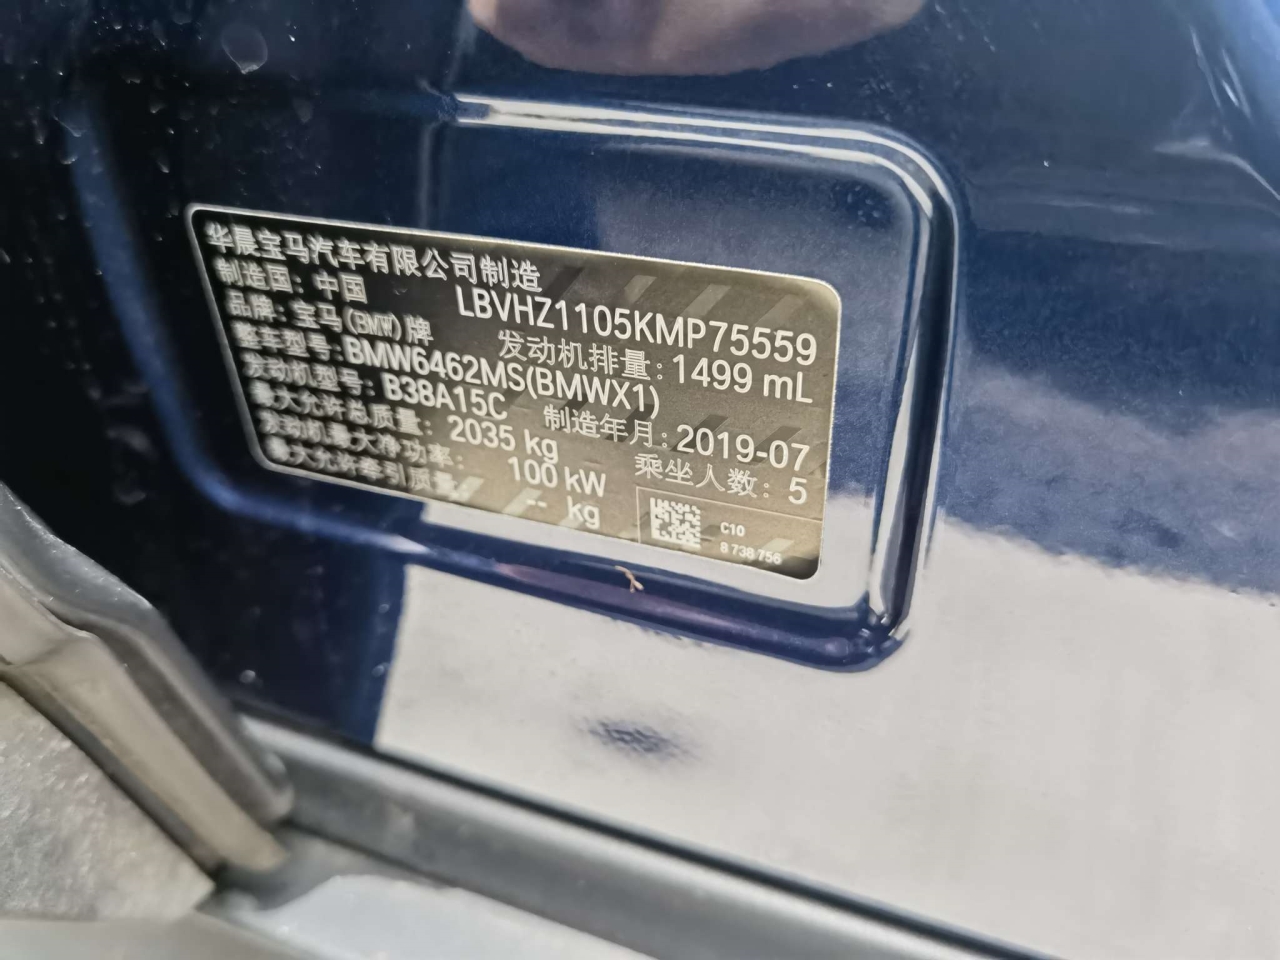 华晨宝马汽车有限公司制造
制造国：中国 LBVHZ1105KMP75559
品牌：宝马(BMW)牌 发动机排量：1499 mL
整车型号：BMW6462MS(BMWX1)
发动机型号：B38A15C 制造年月：2019-07
最大允许总质量：2035 kg 乘坐人数：5
发动机最大净功率：100 kW
最大允许牵引质量：-- kg
C10
8 738 756